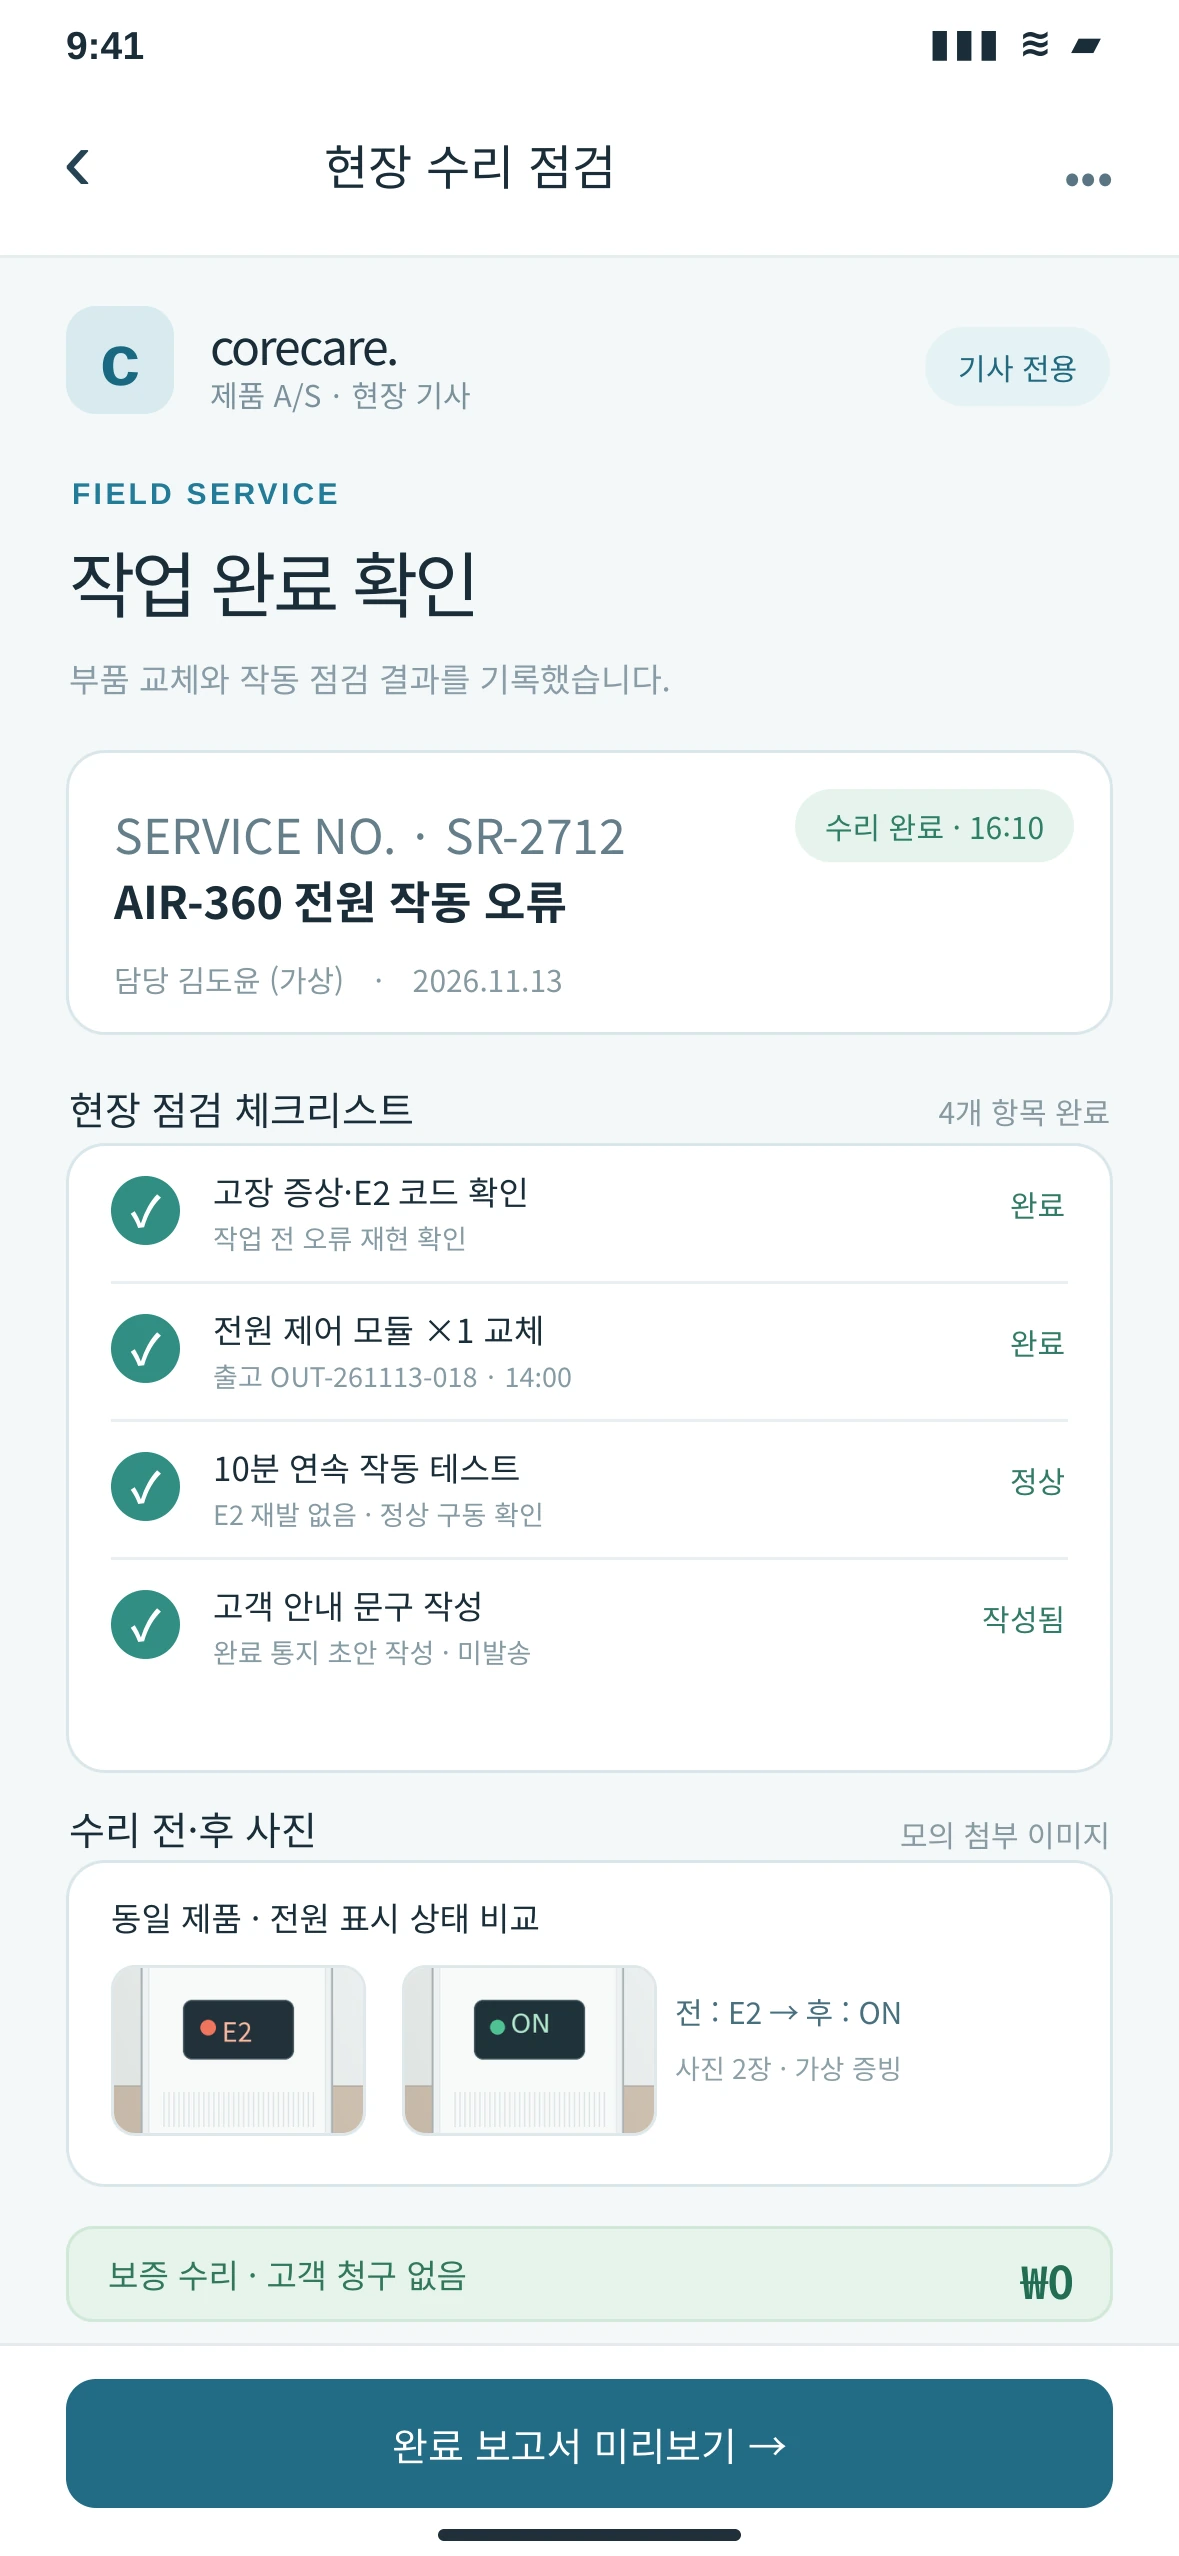 9:41
현장 수리 점검
c
corecare.
제품 A/S · 현장 기사
기사 전용
FIELD SERVICE
작업 완료 확인
부품 교체와 작동 점검 결과를 기록했습니다.
SERVICE NO. · SR-2712
수리 완료 · 16:10
AIR-360 전원 작동 오류
담당 김도윤 (가상) · 2026.11.13
현장 점검 체크리스트
4개 항목 완료
고장 증상·E2 코드 확인
완료
작업 전 오류 재현 확인
전원 제어 모듈 ×1 교체
완료
출고 OUT-261113-018 · 14:00
10분 연속 작동 테스트
정상
E2 재발 없음 · 정상 구동 확인
고객 안내 문구 작성
작성됨
완료 통지 초안 작성 · 미발송
수리 전·후 사진
모의 첨부 이미지
동일 제품 · 전원 표시 상태 비교
E2
ON
전 : E2 → 후 : ON
사진 2장 · 가상 증빙
보증 수리 · 고객 청구 없음
₩0
완료 보고서 미리보기 →